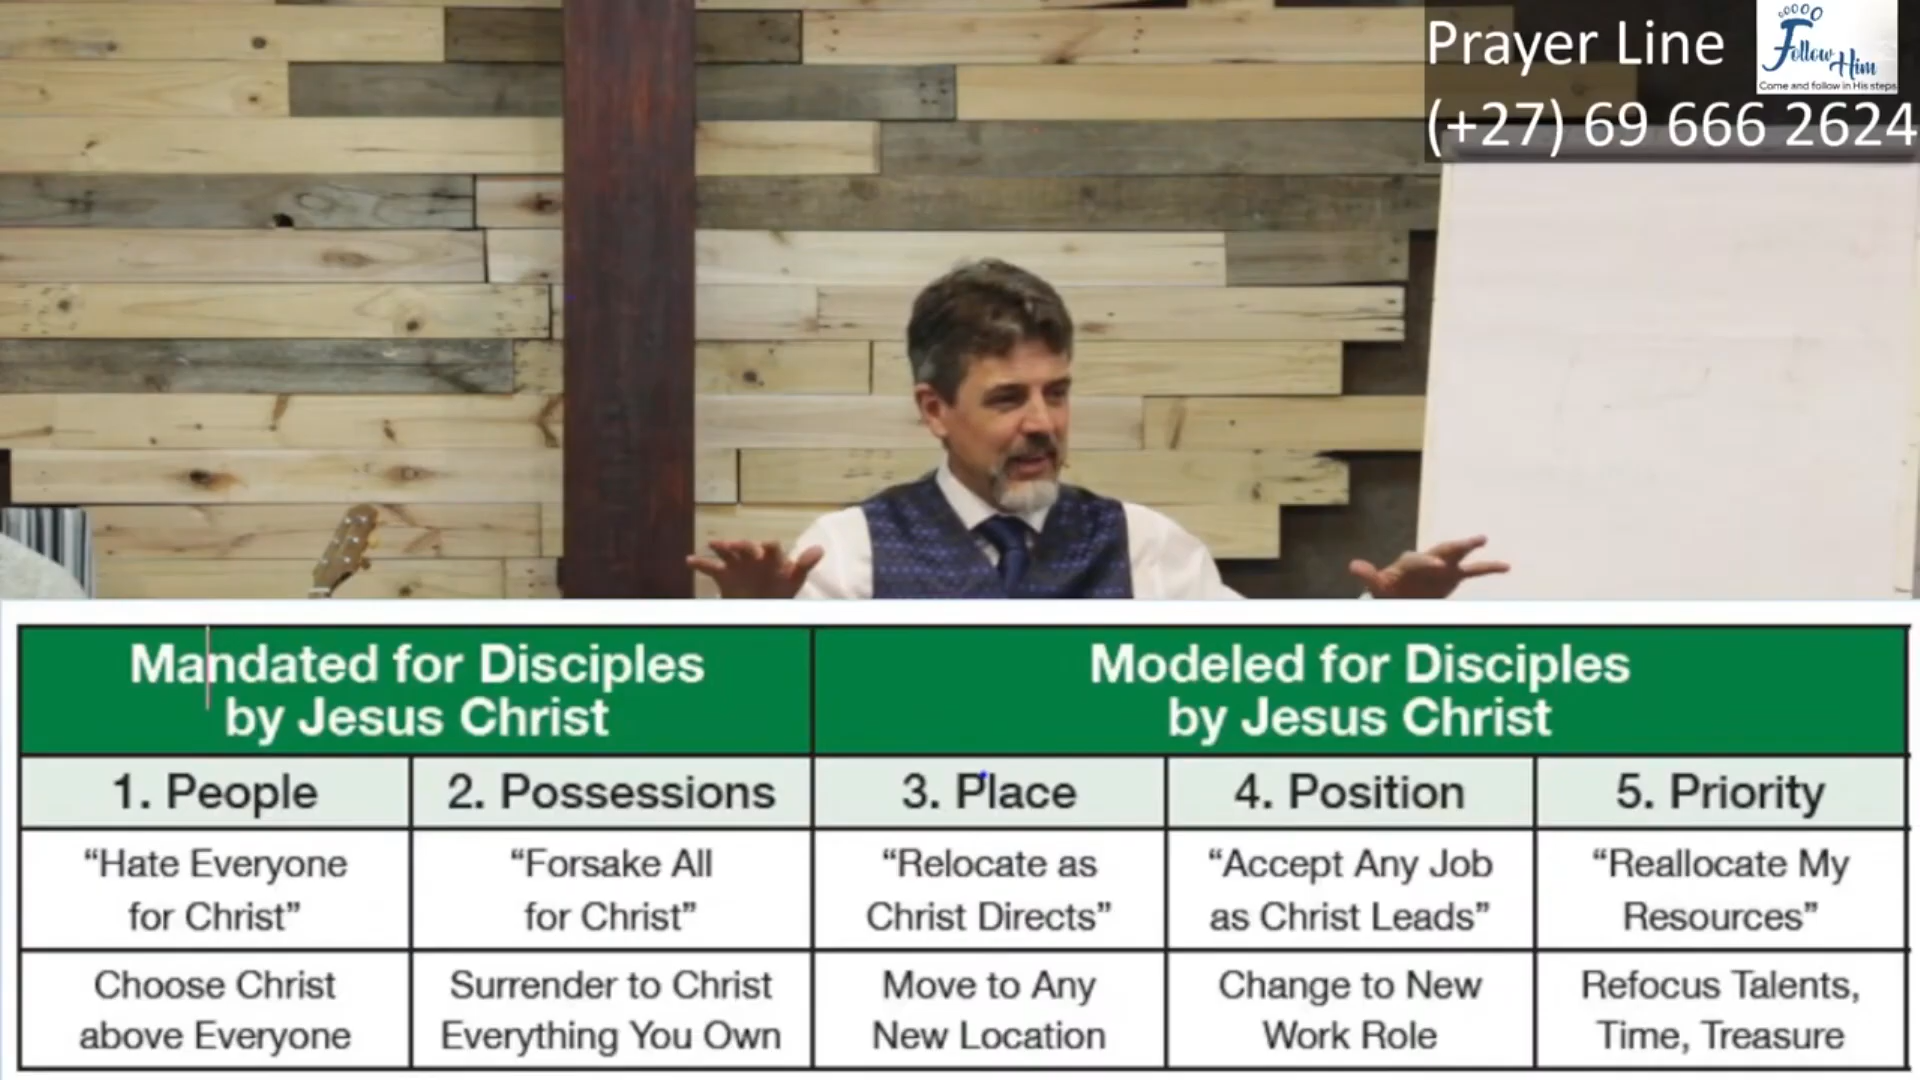 Prayer Line
Follow Him
Come and follow in His steps
(+27) 69 666 2624
Mandated for Disciples
by Jesus Christ
Modeled for Disciples
by Jesus Christ
1. People
2. Possessions
3. Place
4. Position
5. Priority
“Hate Everyone
for Christ”
“Forsake All
for Christ”
“Relocate as
Christ Directs”
“Accept Any Job
as Christ Leads”
“Reallocate My
Resources”
Choose Christ
above Everyone
Surrender to Christ
Everything You Own
Move to Any
New Location
Change to New
Work Role
Refocus Talents,
Time, Treasure